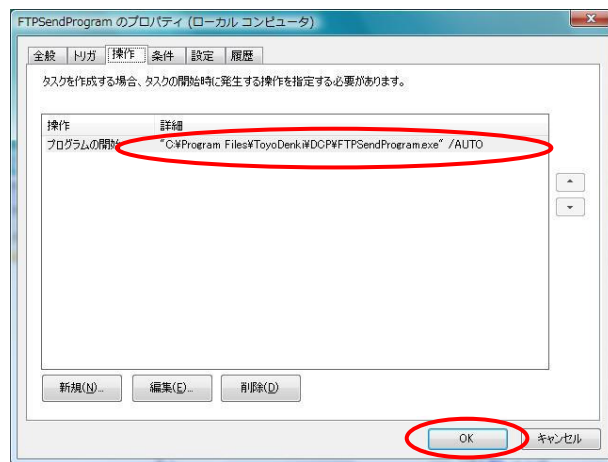 FTPSendProgram のプロパティ (ローカル コンピュータ)
全般 トリガ 操作 条件 設定 履歴
タスクを作成する場合、タスクの開始時に発生する操作を指定する必要があります。
操作 詳細
プログラムの開始 "C:¥Program Files¥ToyoDenki¥DCP¥FTPSendProgram.exe" /AUTO
新規(N)... 編集(E)... 削除(D)
OK キャンセル